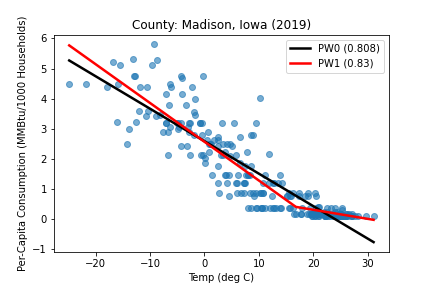 County: Madison, Iowa (2019)
PW0 (0.808)
PW1 (0.83)
Per-Capita Consumption (MMBtu/1000 Households)
6
5
4
3
2
1
0
−1
−20
−10
0
10
20
30
Temp (deg C)